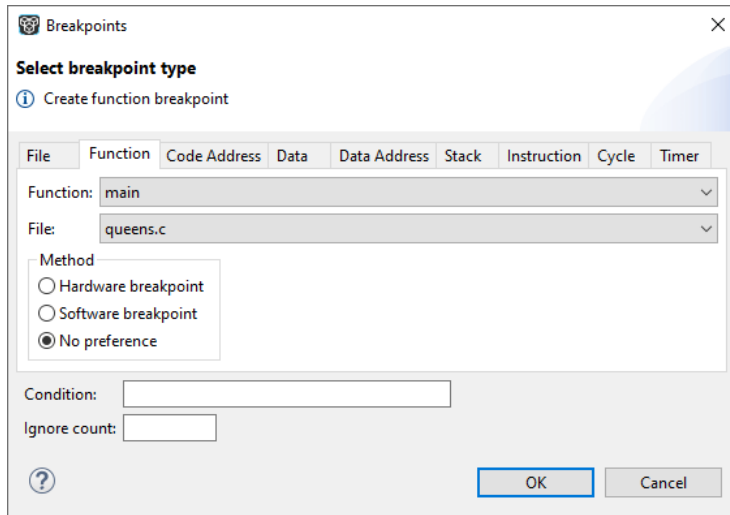 Breakpoints
Select breakpoint type
Create function breakpoint
File Function Code Address Data Data Address Stack Instruction Cycle Timer
Function: main
File: queens.c
Method
Hardware breakpoint
Software breakpoint
No preference
Condition:
Ignore count:
OK Cancel